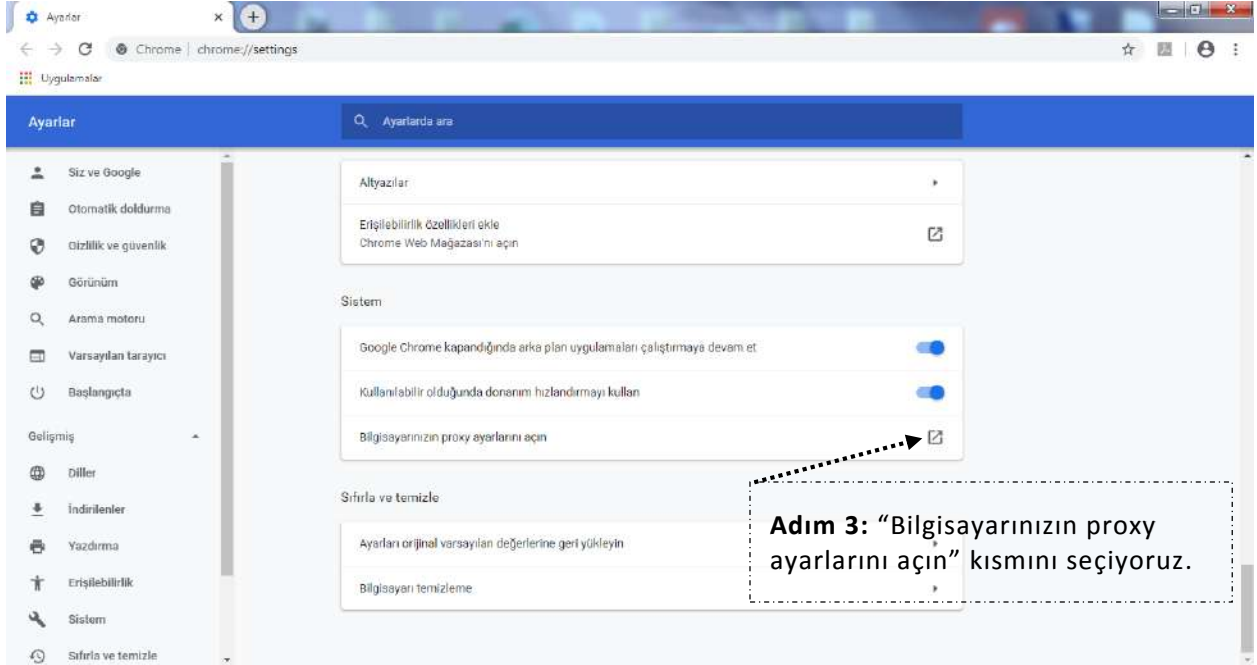 Ayarlar
Chrome | chrome://settings
Uygulamalar
Ayarlar
Ayarlarda ara
Siz ve Google
Otomatik doldurma
Gizlilik ve güvenlik
Görünüm
Arama motoru
Varsayılan tarayıcı
Başlangıçta
Gelişmiş
Diller
İndirilenler
Yazdırma
Erişilebilirlik
Sistem
Sıfırla ve temizle
Altyazılar
Erişilebilirlik özellikleri ekle
Chrome Web Mağazası'nı açın
Sistem
Google Chrome kapandığında arka plan uygulamaları çalıştırmaya devam et
Kullanılabilir olduğunda donanım hızlandırmayı kullan
Bilgisayarınızın proxy ayarlarını açın
Sıfırla ve temizle
Ayarları orijinal varsayılan değerlerine geri yükleyin
Bilgisayarı temizleme
Adım 3: “Bilgisayarınızın proxy
ayarlarını açın” kısmını seçiyoruz.